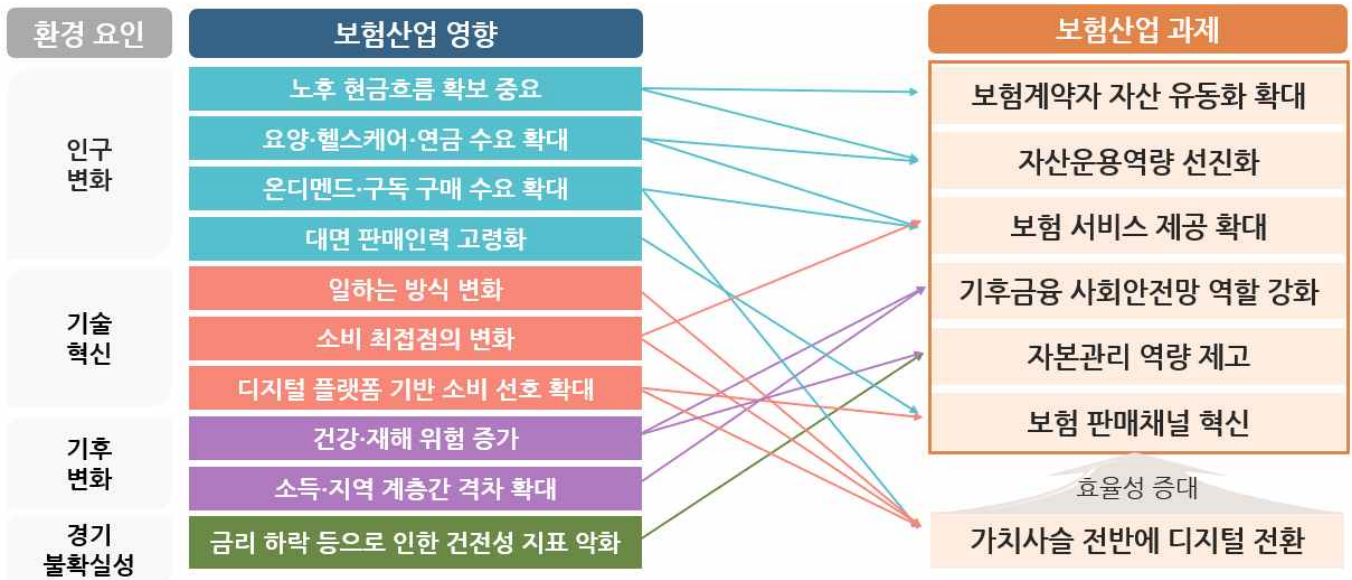 환경 요인
보험산업 영향
보험산업 과제
인구
변화
노후 현금흐름 확보 중요
요양·헬스케어·연금 수요 확대
온디멘드·구독 구매 수요 확대
대면 판매인력 고령화
기술
혁신
일하는 방식 변화
소비 최접점의 변화
디지털 플랫폼 기반 소비 선호 확대
기후
변화
건강·재해 위험 증가
소득·지역 계층간 격차 확대
경기
불확실성
금리 하락 등으로 인한 건전성 지표 악화
보험계약자 자산 유동화 확대
자산운용역량 선진화
보험 서비스 제공 확대
기후금융 사회안전망 역할 강화
자본관리 역량 제고
보험 판매채널 혁신
효율성 증대
가치사슬 전반에 디지털 전환